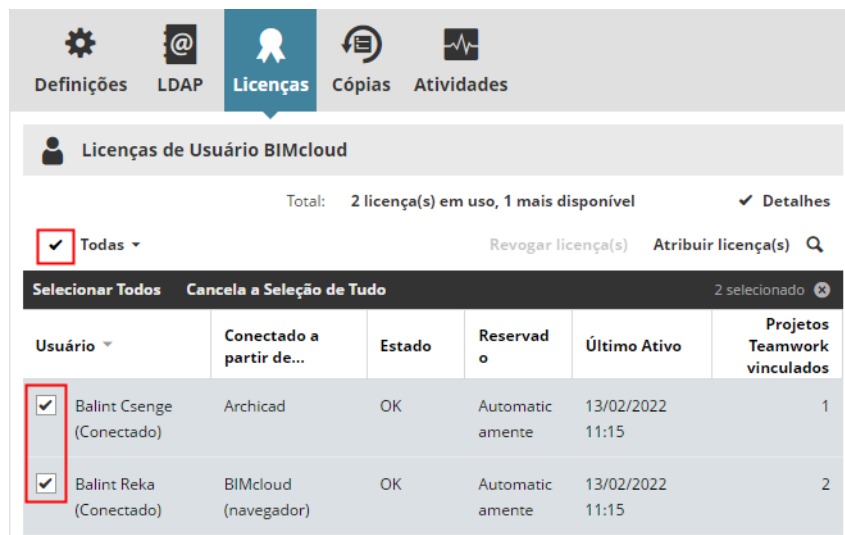 Definições LDAP Licenças Cópias Atividades
Licenças de Usuário BIMcloud
Total: 2 licença(s) em uso, 1 mais disponível Detalhes
Todas Revogar licença(s) Atribuir licença(s)
Selecionar Todos Cancela a Seleção de Tudo 2 selecionado
Usuário Conectado a partir de... Estado Reservad o Último Ativo Projetos Teamwork vinculados
Balint Csenge Archicad OK Automatic 13/02/2022 1
(Conectado) amente 11:15
Balint Reka BIMcloud OK Automatic 13/02/2022 2
(Conectado) (navegador) amente 11:15